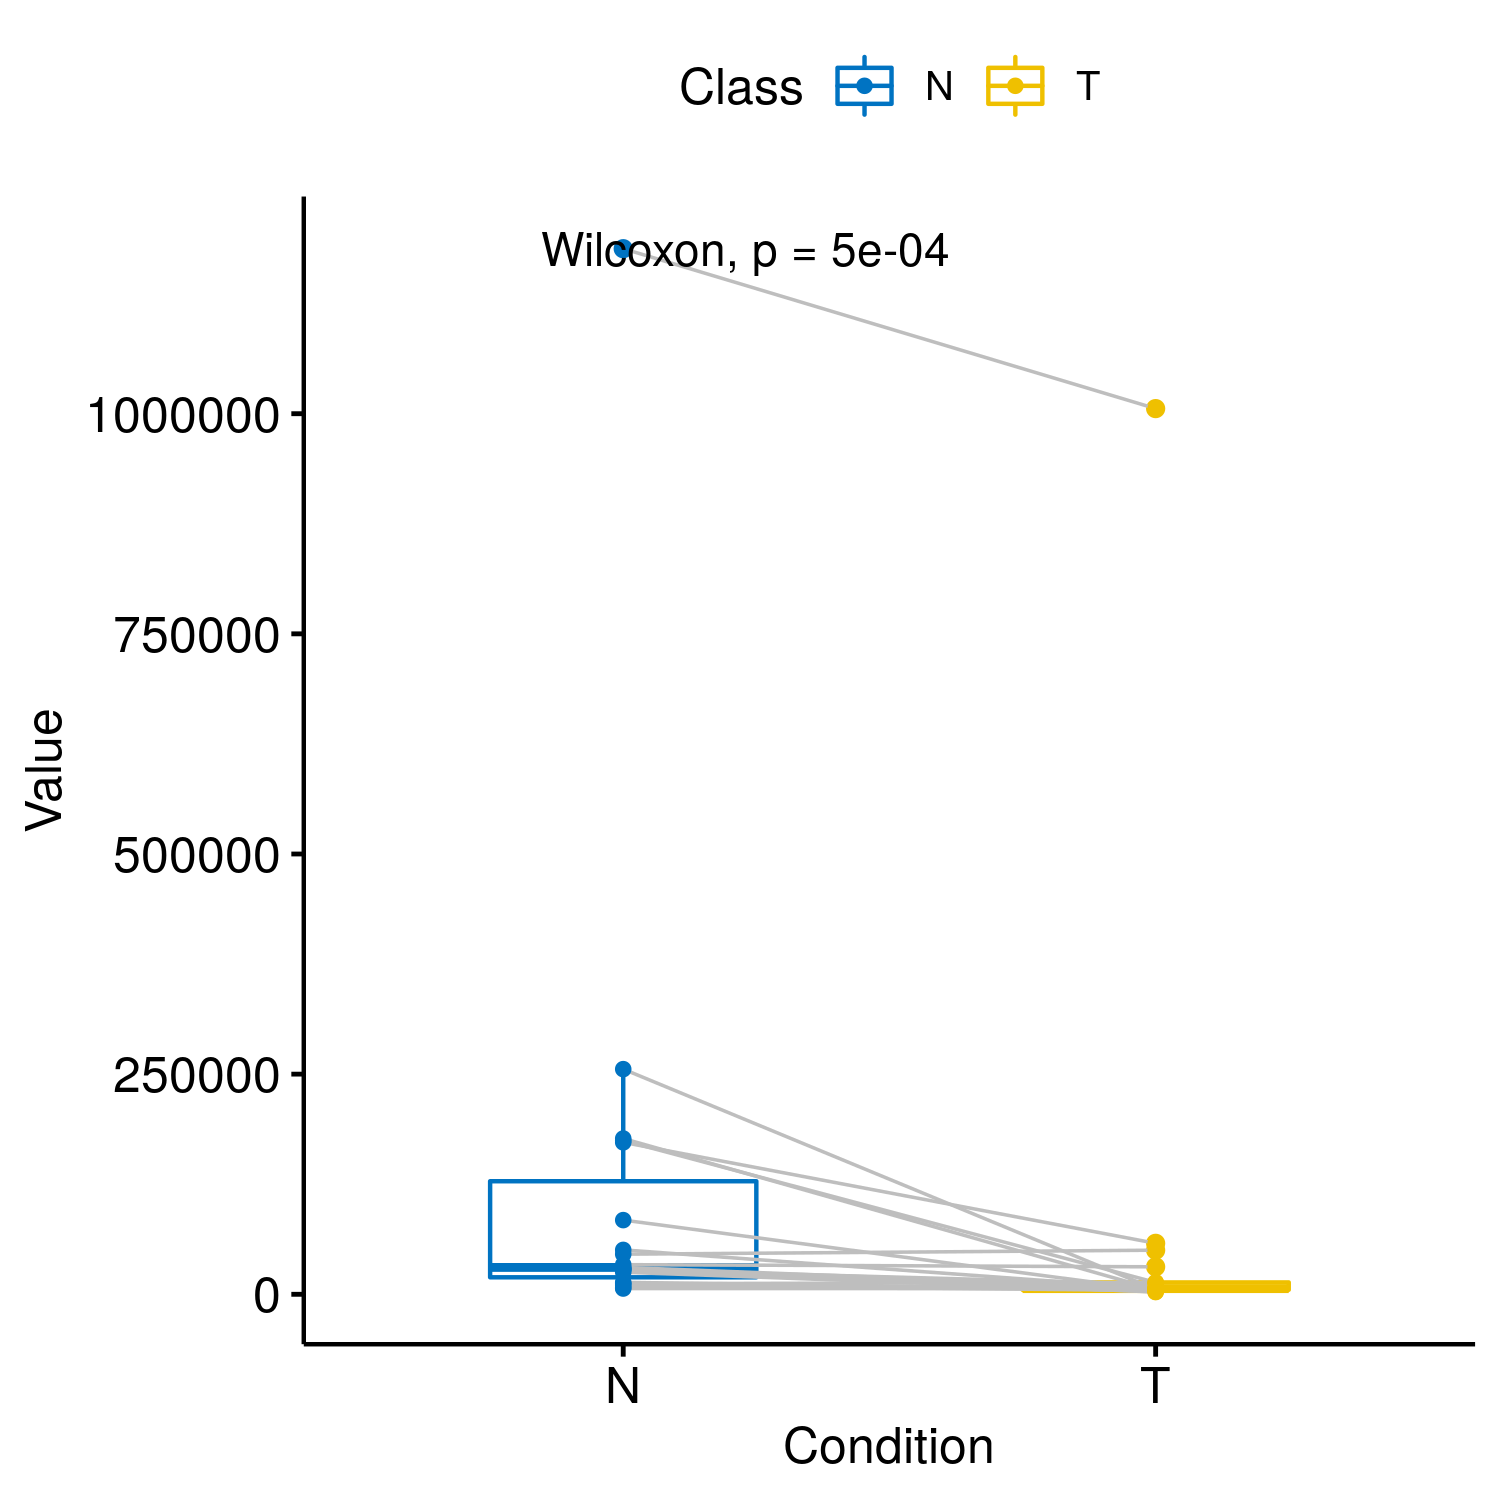 Class N T
Wilcoxon, p = 5e-04
1000000
750000
500000
250000
0
Value
N T
Condition